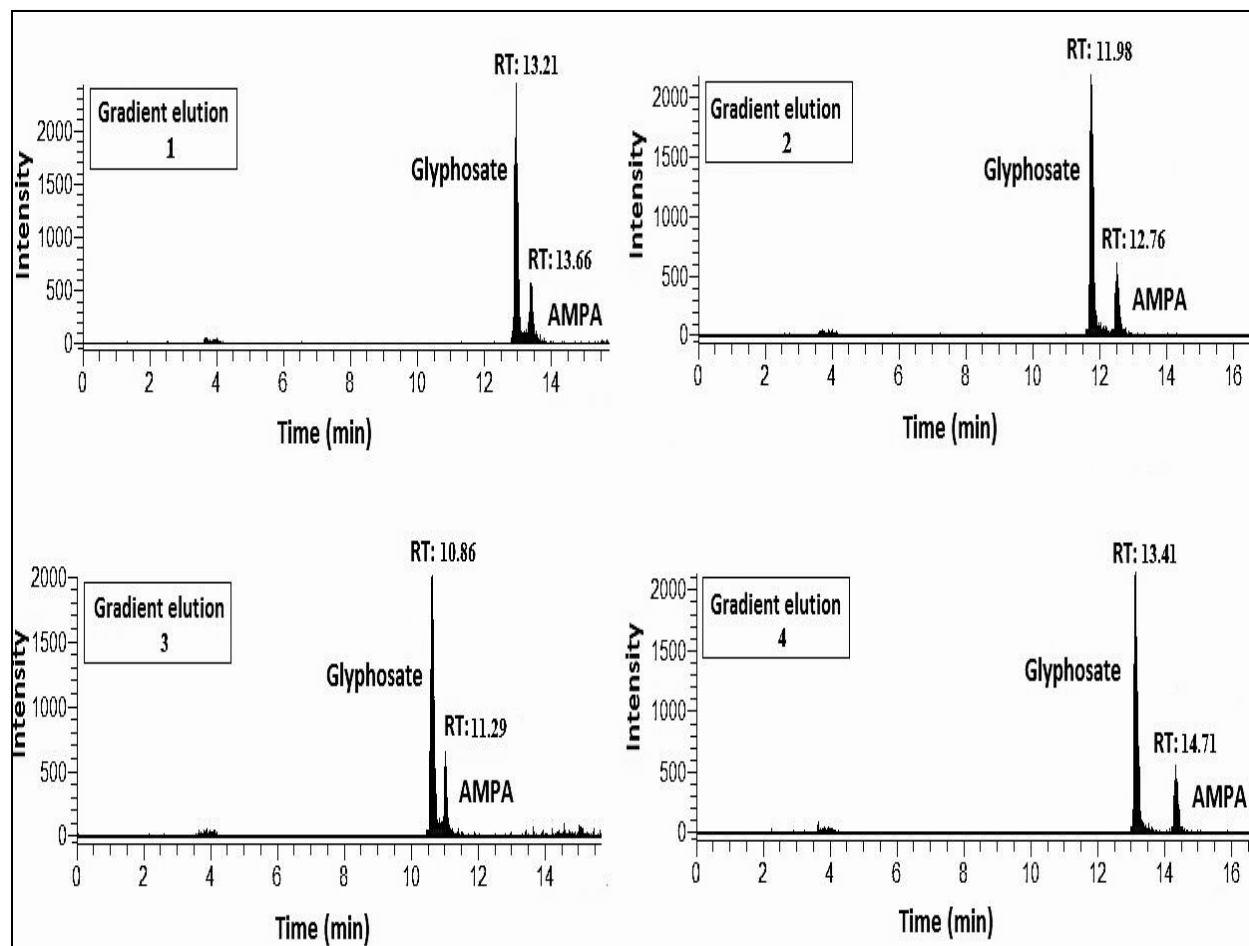 RT: 13.21
Gradient elution
1
Glyphosate
RT: 13.66
AMPA
Intensity
2000
1500
1000
500
0
0 2 4 6 8 10 12 14
Time (min)
RT: 11.98
Gradient elution
2
Glyphosate
RT: 12.76
AMPA
Intensity
2000
1500
1000
500
0
0 2 4 6 8 10 12 14 16
Time (min)
RT: 10.86
Gradient elution
3
Glyphosate
RT: 11.29
AMPA
Intensity
2000
1500
1000
500
0
0 2 4 6 8 10 12 14
Time (min)
RT: 13.41
Gradient elution
4
Glyphosate
RT: 14.71
AMPA
Intensity
2000
1500
1000
500
0
0 2 4 6 8 10 12 14 16
Time (min)